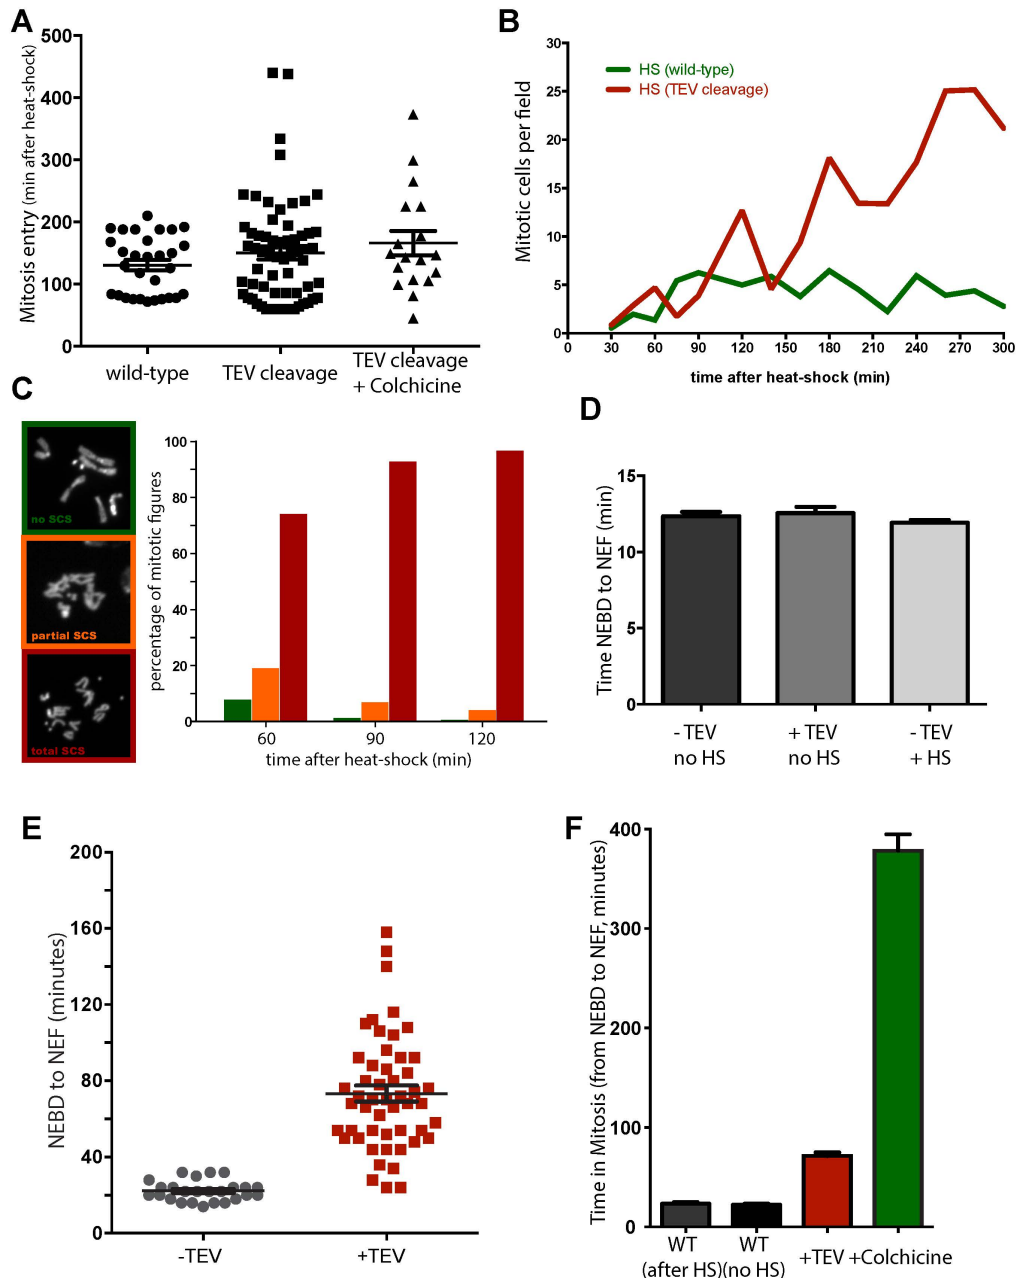 A
Mitosis entry (min after heat-shock)
500
400
300
200
100
0
wild-type
TEV cleavage
TEV cleavage
+ Colchicine
B
Mitotic cells per field
30
25
20
15
10
5
0
HS (wild-type)
HS (TEV cleavage)
0 30 60 90 120 150 180 210 240 270 300
time after heat-shock (min)
C
no SCS
partial SCS
total SCS
percentage of mitotic figures
100
80
60
40
20
0
60 90 120
time after heat-shock (min)
D
Time NEBD to NEF (min)
15
10
5
0
- TEV
no HS
+ TEV
no HS
- TEV
+ HS
E
NEBD to NEF (minutes)
200
160
120
80
40
0
-TEV
+TEV
F
Time in Mitosis (from NEBD to NEF, minutes)
400
300
200
100
0
WT
(after HS)
WT
(no HS)
+TEV
+Colchicine